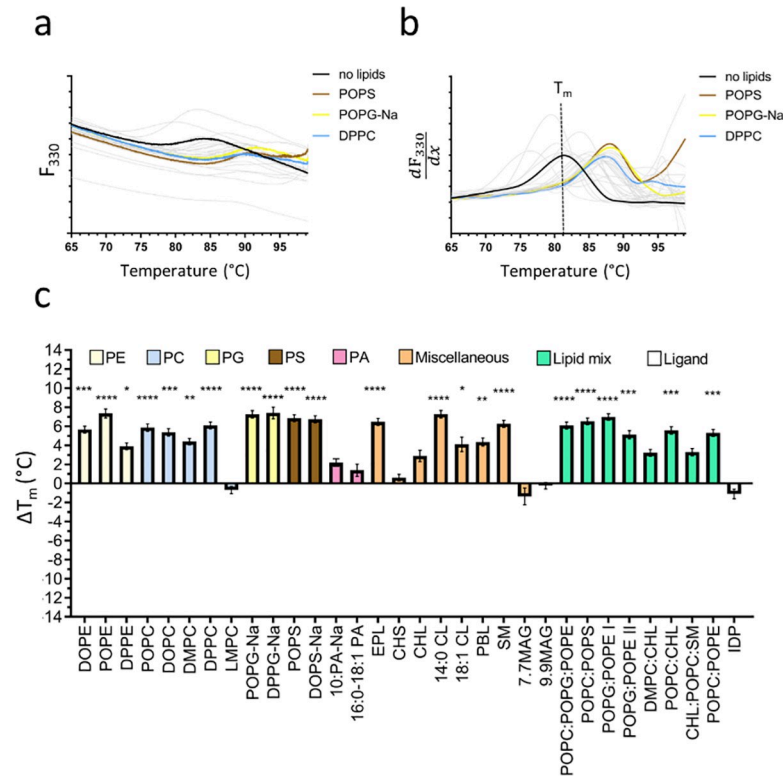 a
no lipids
POPS
POPG-Na
DPPC
F330
65 70 75 80 85 90 95
Temperature (°C)
b
no lipids
POPS
POPG-Na
DPPC
Tm
dF330
dx
65 70 75 80 85 90 95
Temperature (°C)
c
PE PC PG PS PA Miscellaneous Lipid mix Ligand
14
12
10
8
6
4
2
0
-2
-4
-6
-8
-10
-12
-14
ΔTm (°C)
*** **** * **** *** ** **** **** **** **** **** **** **** * ** **** **** **** **** *** *** ***
DOPE
POPE
DPPE
POPC
DOPC
DMPC
DPPC
LMPC
POPG-Na
DPPG-Na
POPS
DOPS-Na
10:PA-Na
16:0-18:1 PA
EPL
CHS
CHL
14:0 CL
18:1 CL
PBL
SM
7.7MAG
9.9MAG
POPC:POPG:POPE
POPC:POPS
POPG:POPE I
POPG:POPE II
DMPC:CHL
POPC:CHL
CHL:POPC:SM
POPC:POPE
IDP